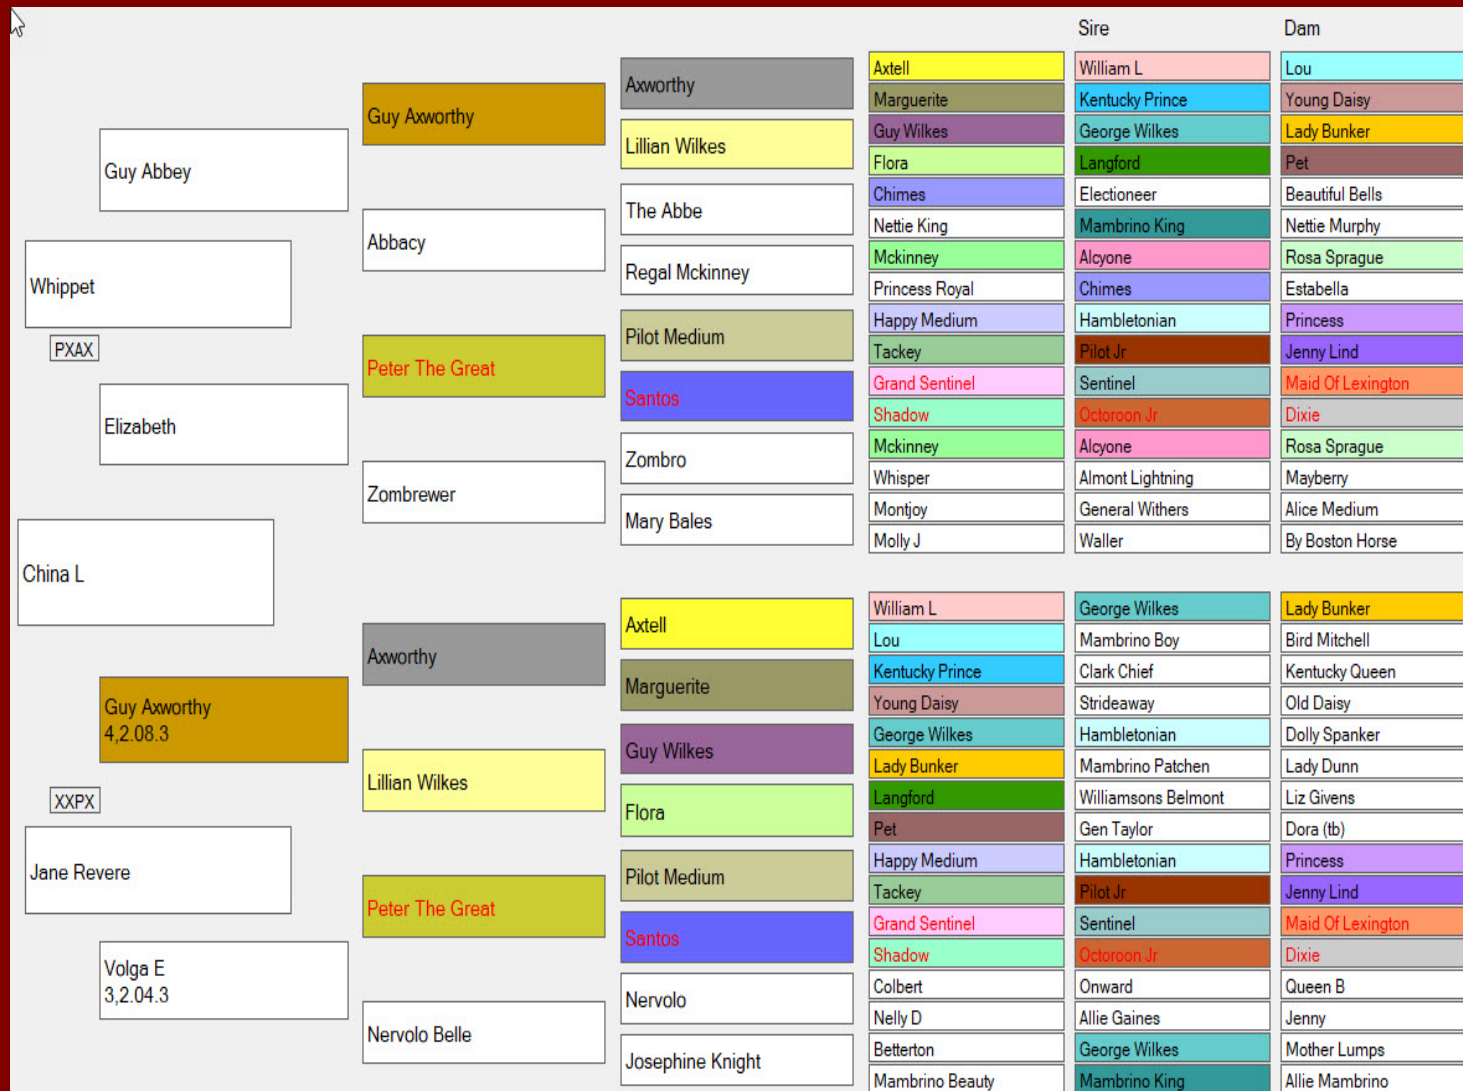 Sire Dam
Guy Abbey
Whippet
PXAX
Elizabeth
China L
Guy Axworthy
4,2.08.3
XXPX
Jane Revere
Volga E
3,2.04.3
Guy Axworthy
Abbacy
Peter The Great
Zombrewer
Axworthy
Lillian Wilkes
Peter The Great
Nervolo Belle
Axworthy
Lillian Wilkes
The Abbe
Regal Mckinney
Pilot Medium
Santos
Zombro
Mary Bales
Axtell
Marguerite
Guy Wilkes
Flora
Pilot Medium
Santos
Nervolo
Josephine Knight
Axtell William L Lou
Marguerite Kentucky Prince Young Daisy
Guy Wilkes George Wilkes Lady Bunker
Flora Langford Pet
Chimes Electioneer Beautiful Bells
Nettie King Mambrino King Nettie Murphy
Mckinney Alcyone Rosa Sprague
Princess Royal Chimes Estabella
Happy Medium Hambletonian Princess
Tackey Pilot Jr Jenny Lind
Grand Sentinel Sentinel Maid Of Lexington
Shadow Octoroon Jr Dixie
Mckinney Alcyone Rosa Sprague
Whisper Almont Lightning Mayberry
Montjoy General Withers Alice Medium
Molly J Waller By Boston Horse
William L George Wilkes Lady Bunker
Lou Mambrino Boy Bird Mitchell
Kentucky Prince Clark Chief Kentucky Queen
Young Daisy Strideaway Old Daisy
George Wilkes Hambletonian Dolly Spanker
Lady Bunker Mambrino Patchen Lady Dunn
Langford Williamsons Belmont Liz Givens
Pet Gen Taylor Dora (tb)
Happy Medium Hambletonian Princess
Tackey Pilot Jr Jenny Lind
Grand Sentinel Sentinel Maid Of Lexington
Shadow Octoroon Jr Dixie
Colbert Onward Queen B
Nelly D Allie Gaines Jenny
Betterton George Wilkes Mother Lumps
Mambrino Beauty Mambrino King Allie Mambrino